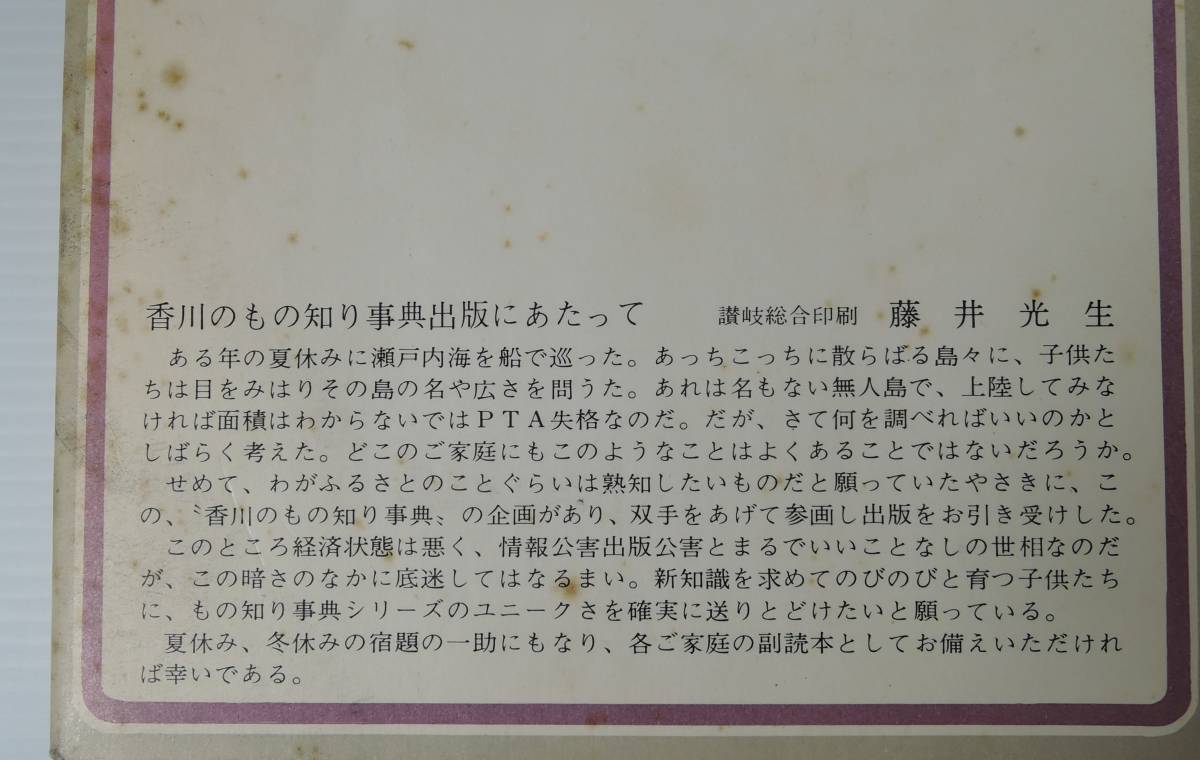 香川のもの知り事典出版にあたって　讃岐総合印刷　藤井光生
ある年の夏休みに瀬戸内海を船で巡った。あっちこっちに散らばる島々に、子供た
ちは目をみはりその島の名や広さを問うた。あれは名もない無人島で、上陸してみな
ければ面積はわからないではＰＴＡ失格なのだ。だが、さて何を調べればいいのかと
しばらく考えた。どこのご家庭にもこのようなことはよくあることではないだろうか。
せめて、わがふるさとのことぐらいは熟知したいものだと願っていたやさきに、こ
の、〝香川のもの知り事典〟の企画があり、双手をあげて参画し出版をお引き受けした。
このところ経済状態は悪く、情報公害出版公害とまるでいいことなしの世相なのだ
が、この暗さのなかに底迷してはなるまい。新知識を求めてのびのびと育つ子供たち
に、もの知り事典シリーズのユニークさを確実に送りとどけたいと願っている。
夏休み、冬休みの宿題の一助にもなり、各ご家庭の副読本としてお備えいただけれ
ば幸いである。